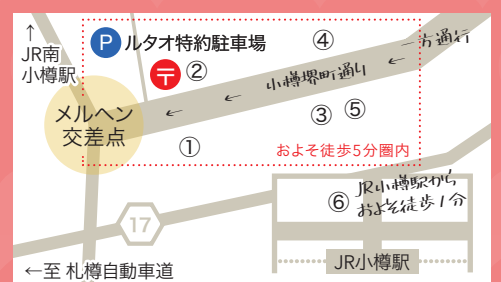 ↑
JR南
小樽駅
P ルタオ特約駐車場
〒 ②
④
一方通行
←
小樽堺町通り
←
←
メルヘン
交差点
③ ⑤
①
およそ徒歩5分圏内
⑥ JR小樽駅から
およそ徒歩1分
17
JR小樽駅
←至 札樽自動車道